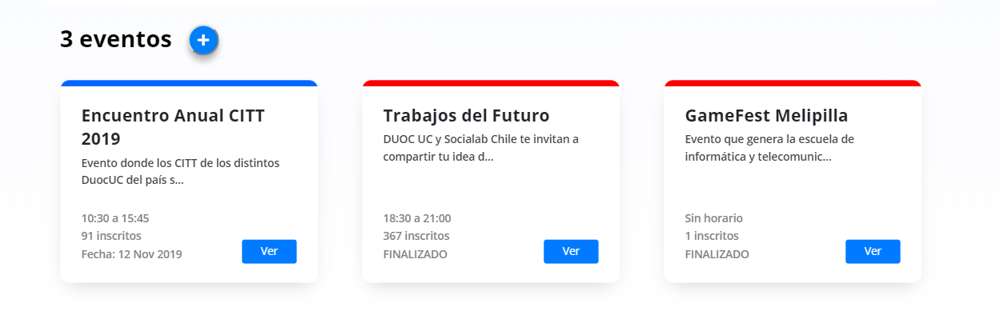 3 eventos
+
Encuentro Anual CITT
2019
Evento donde los CITT de los distintos
DuocUC del país s...
10:30 a 15:45
91 inscritos
Fecha: 12 Nov 2019
Ver
Trabajos del Futuro
DUOC UC y Socialab Chile te invitan a
compartir tu idea d...
18:30 a 21:00
367 inscritos
FINALIZADO
Ver
GameFest Melipilla
Evento que genera la escuela de
informática y telecomunic...
Sin horario
1 inscritos
FINALIZADO
Ver